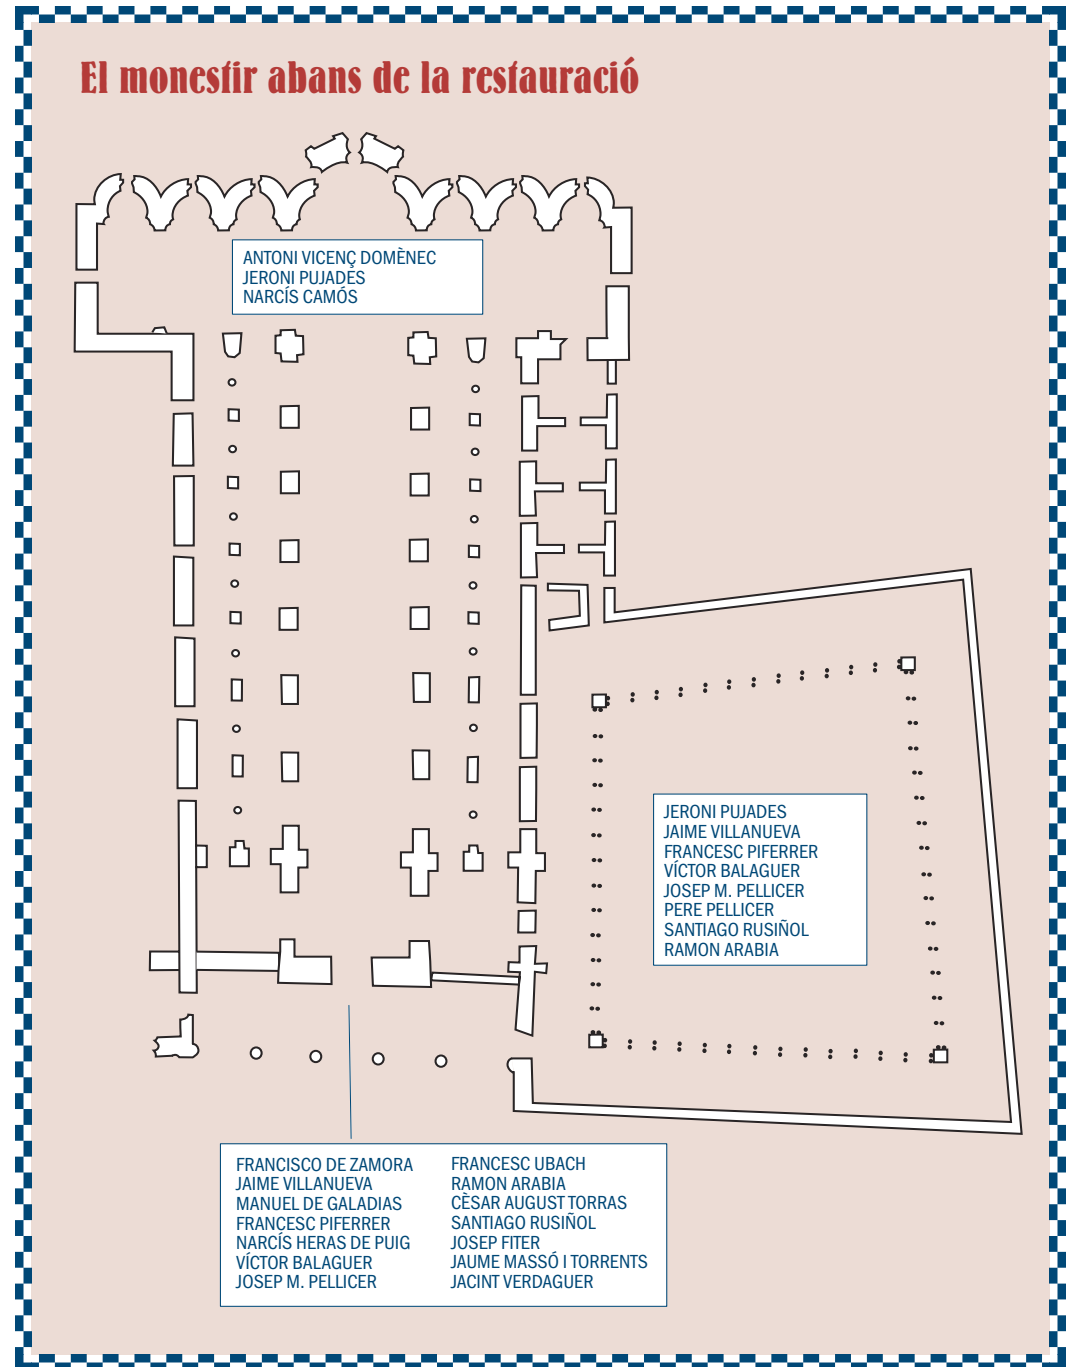 El monestir abans de la restauració
ANTONI VICENÇ DOMÈNEC
JERONI PUJADES
NARCÍS CAMÓS
JERONI PUJADES
JAIME VILLANUEVA
FRANCESC PIFERRER
VÍCTOR BALAGUER
JOSEP M. PELLICER
PERE PELLICER
SANTIAGO RUSIÑOL
RAMON ARABIA
FRANCISCO DE ZAMORA
JAIME VILLANUEVA
MANUEL DE GALADIAS
FRANCESC PIFERRER
NARCÍS HERAS DE PUIG
VÍCTOR BALAGUER
JOSEP M. PELLICER
FRANCESC UBACH
RAMON ARABIA
CÈSAR AUGUST TORRAS
SANTIAGO RUSIÑOL
JOSEP FITER
JAUME MASSÓ I TORRENTS
JACINT VERDAGUER